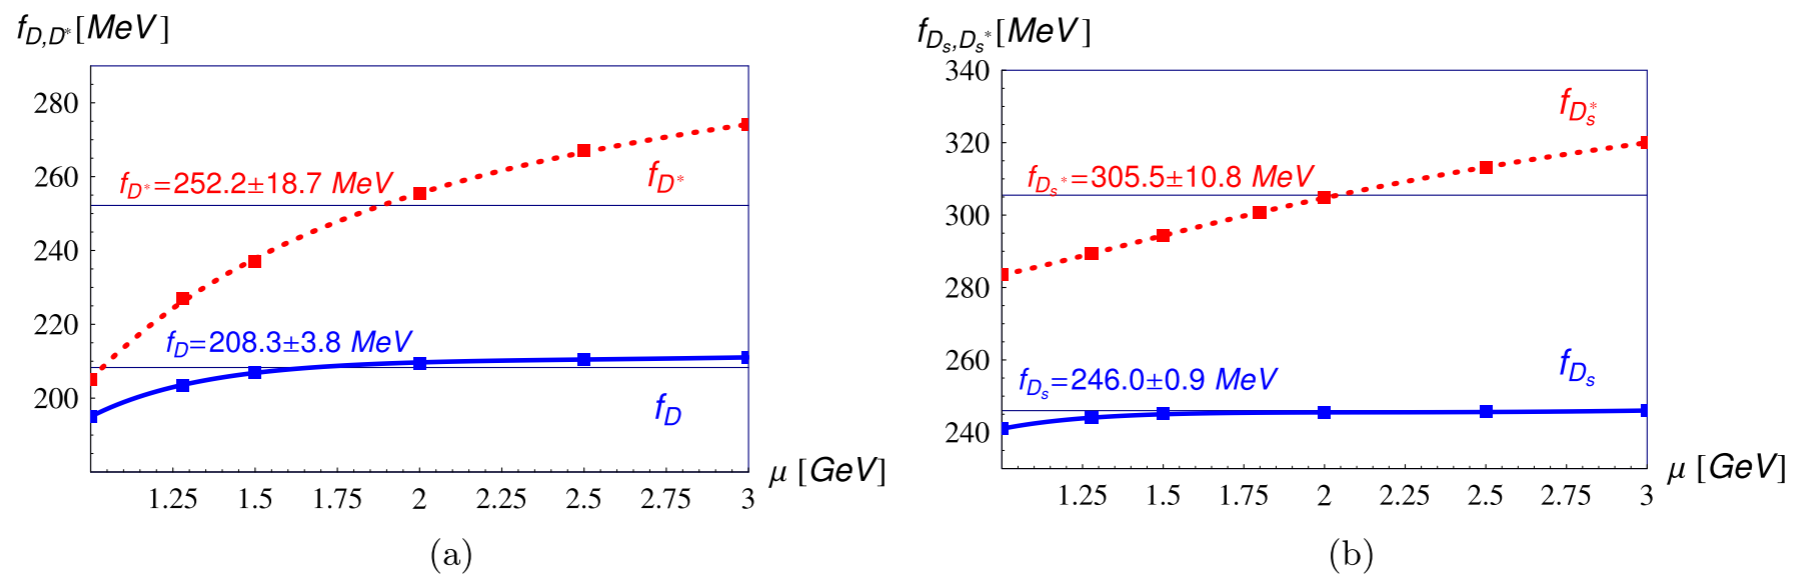 f_{D,D*}[MeV]
280
260
240
220
200
f_{D*}=252.2±18.7 MeV
f_{D*}
f_D=208.3±3.8 MeV
f_D
1.25 1.5 1.75 2 2.25 2.5 2.75 3
μ [GeV]
(a)
f_{D_s,D_s*}[MeV]
340
320
300
280
260
240
f_{D_s*}
f_{D_s*}=305.5±10.8 MeV
f_{D_s}
f_{D_s}=246.0±0.9 MeV
1.25 1.5 1.75 2 2.25 2.5 2.75 3
μ [GeV]
(b)